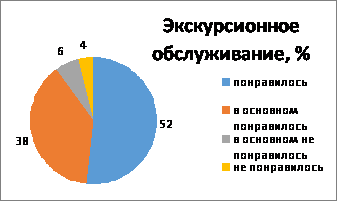 Экскурсионное
обслуживание, %
6
4
52
38
понравилось
в основном
понравилось
в основном не
понравилось
не понравилось